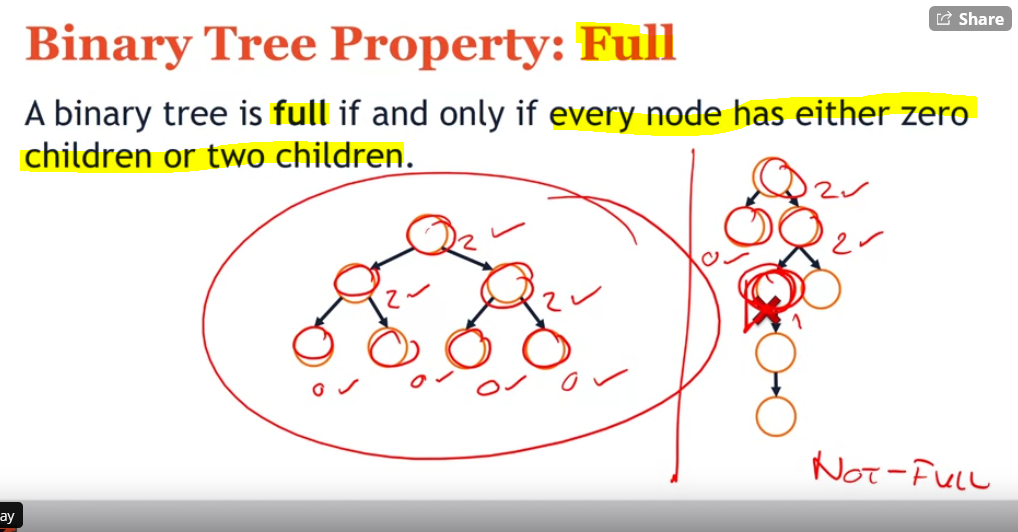 Share
Binary Tree Property: Full
A binary tree is full if and only if every node has either zero
children or two children.
2 ✓
2 ✓
2 ✓
0 ✓
0 ✓
0 ✓
0 ✓
2 ✓
0 ✓
2 ✓
1
NOT-FULL
ay